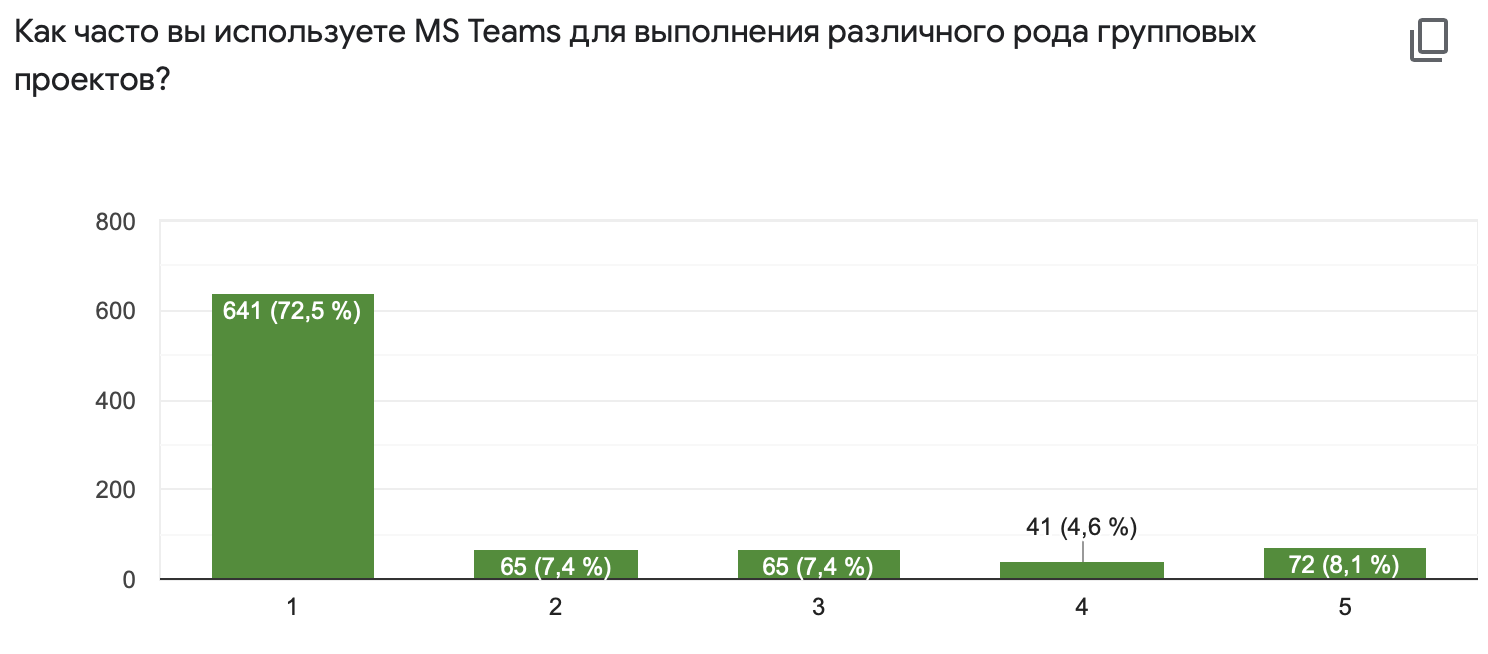 Как часто вы используете MS Teams для выполнения различного рода групповых
проектов?
800
600
400
200
0
641 (72,5 %)
65 (7,4 %)
65 (7,4 %)
41 (4,6 %)
72 (8,1 %)
1
2
3
4
5